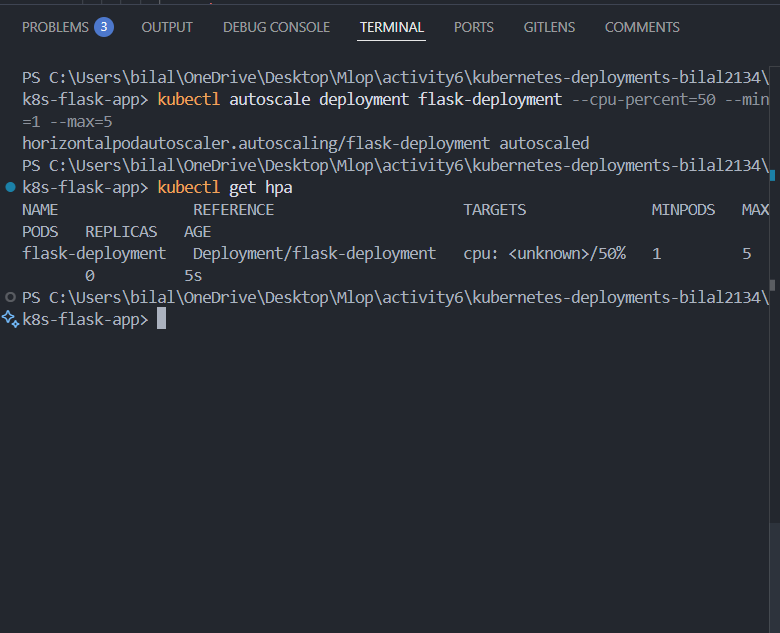 PROBLEMS 3 OUTPUT DEBUG CONSOLE TERMINAL PORTS GITLENS COMMENTS
PS C:\Users\bilal\OneDrive\Desktop\Mlop\activity6\kubernetes-deployments-bilal2134\
k8s-flask-app> kubectl autoscale deployment flask-deployment --cpu-percent=50 --min
=1 --max=5
horizontalpodautoscaler.autoscaling/flask-deployment autoscaled
PS C:\Users\bilal\OneDrive\Desktop\Mlop\activity6\kubernetes-deployments-bilal2134\
k8s-flask-app> kubectl get hpa
NAME REFERENCE TARGETS MINPODS MAX
PODS REPLICAS AGE
flask-deployment Deployment/flask-deployment cpu: <unknown>/50% 1 5
0 5s
PS C:\Users\bilal\OneDrive\Desktop\Mlop\activity6\kubernetes-deployments-bilal2134\
k8s-flask-app>